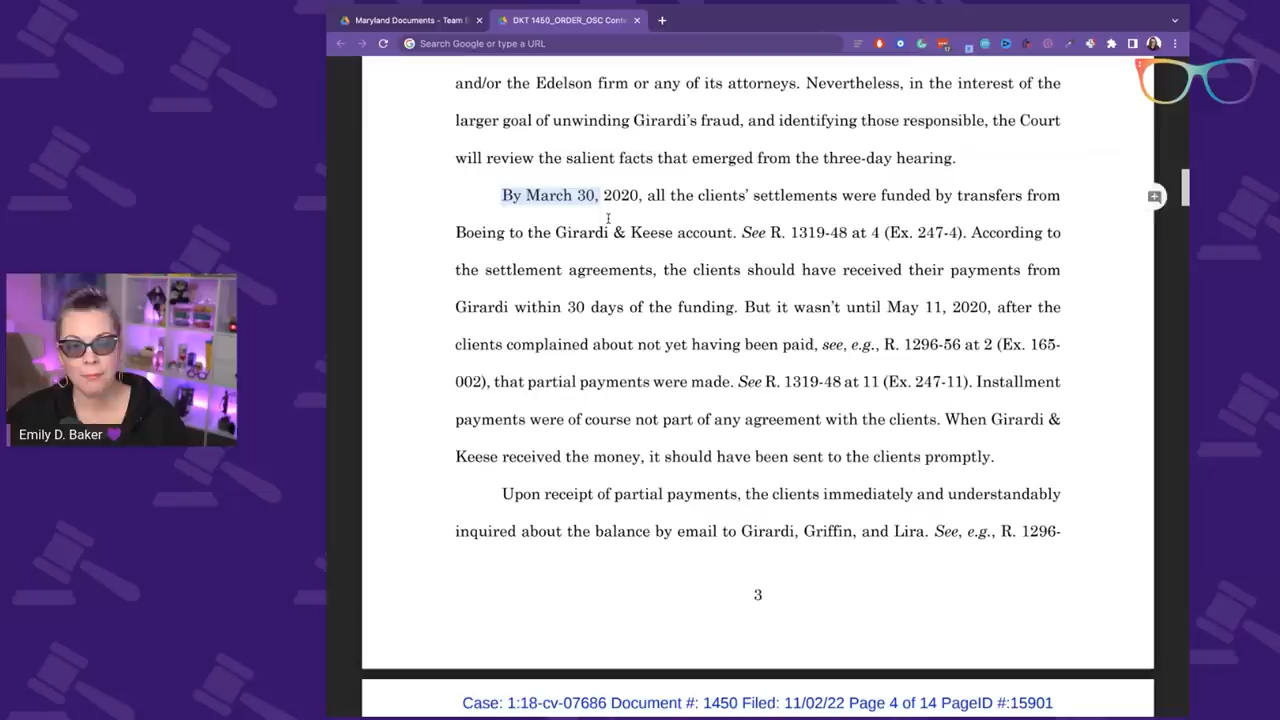 Maryland Documents - Team E
DKT 1450_ORDER_OSC Conte
Search Google or type a URL
and/or the Edelson firm or any of its attorneys. Nevertheless, in the interest of the
larger goal of unwinding Girardi's fraud, and identifying those responsible, the Court
will review the salient facts that emerged from the three-day hearing.
By March 30, 2020, all the clients' settlements were funded by transfers from
Boeing to the Girardi & Keese account. See R. 1319-48 at 4 (Ex. 247-4). According to
the settlement agreements, the clients should have received their payments from
Girardi within 30 days of the funding. But it wasn't until May 11, 2020, after the
clients complained about not yet having been paid, see, e.g., R. 1296-56 at 2 (Ex. 165-
002), that partial payments were made. See R. 1319-48 at 11 (Ex. 247-11). Installment
payments were of course not part of any agreement with the clients. When Girardi &
Keese received the money, it should have been sent to the clients promptly.
Upon receipt of partial payments, the clients immediately and understandably
inquired about the balance by email to Girardi, Griffin, and Lira. See, e.g., R. 1296-
3
Case: 1:18-cv-07686 Document #: 1450 Filed: 11/02/22 Page 4 of 14 PageID #:15901
Emily D. Baker